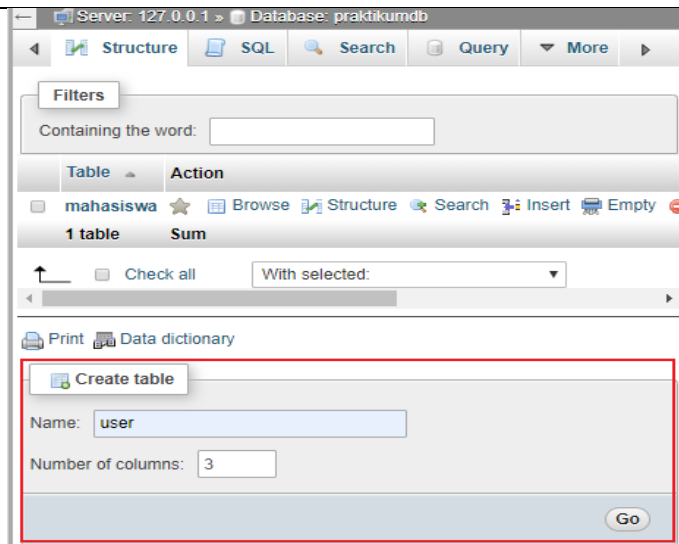 Server: 127.0.0.1 » Database: praktikumdb
Structure SQL Search Query More
Filters
Containing the word:
Table Action
mahasiswa Browse Structure Search Insert Empty
1 table Sum
Check all With selected:
Print Data dictionary
Create table
Name: user
Number of columns: 3
Go